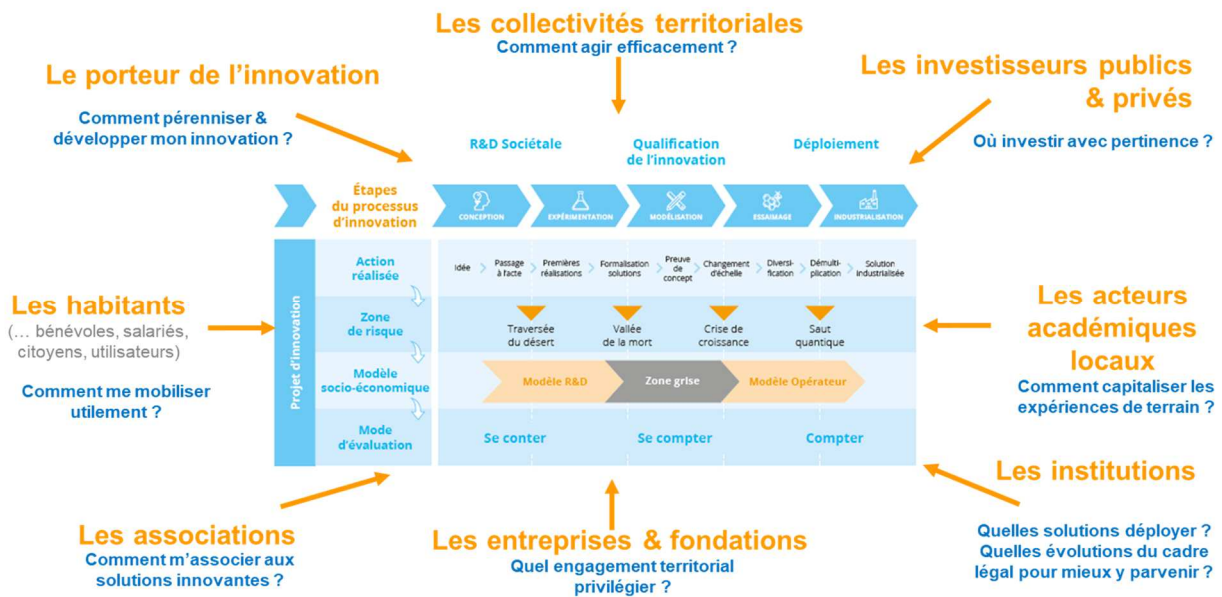 Les collectivités territoriales
Comment agir efficacement ?
Le porteur de l'innovation
Comment pérenniser &
développer mon innovation ?
Les investisseurs publics
& privés
Où investir avec pertinence ?
R&D Sociétale
Qualification
de l'innovation
Déploiement
Étapes
du processus
d'innovation
CONCEPTION
EXPÉRIMENTATION
MODÉLISATION
ESSAIMAGE
INDUSTRIALISATION
Projet d'innovation
Action
réalisée
Idée
Passage
à l'acte
Premières
réalisations
Formalisation
solutions
Preuve
de
concept
Changement
d'échelle
Diversi-
fication
Démulti-
plication
Solution
industrialisée
Zone
de risque
Traversée
du désert
Vallée
de la mort
Crise de
croissance
Saut
quantique
Modèle
socio-économique
Modèle R&D
Zone grise
Modèle Opérateur
Mode
d'évaluation
Se conter
Se compter
Compter
Les habitants
(... bénévoles, salariés,
citoyens, utilisateurs)
Comment me mobiliser
utilement ?
Les acteurs
académiques
locaux
Comment capitaliser les
expériences de terrain ?
Les associations
Comment m'associer aux
solutions innovantes ?
Les entreprises & fondations
Quel engagement territorial
privilégier ?
Les institutions
Quelles solutions déployer ?
Quelles évolutions du cadre
légal pour mieux y parvenir ?